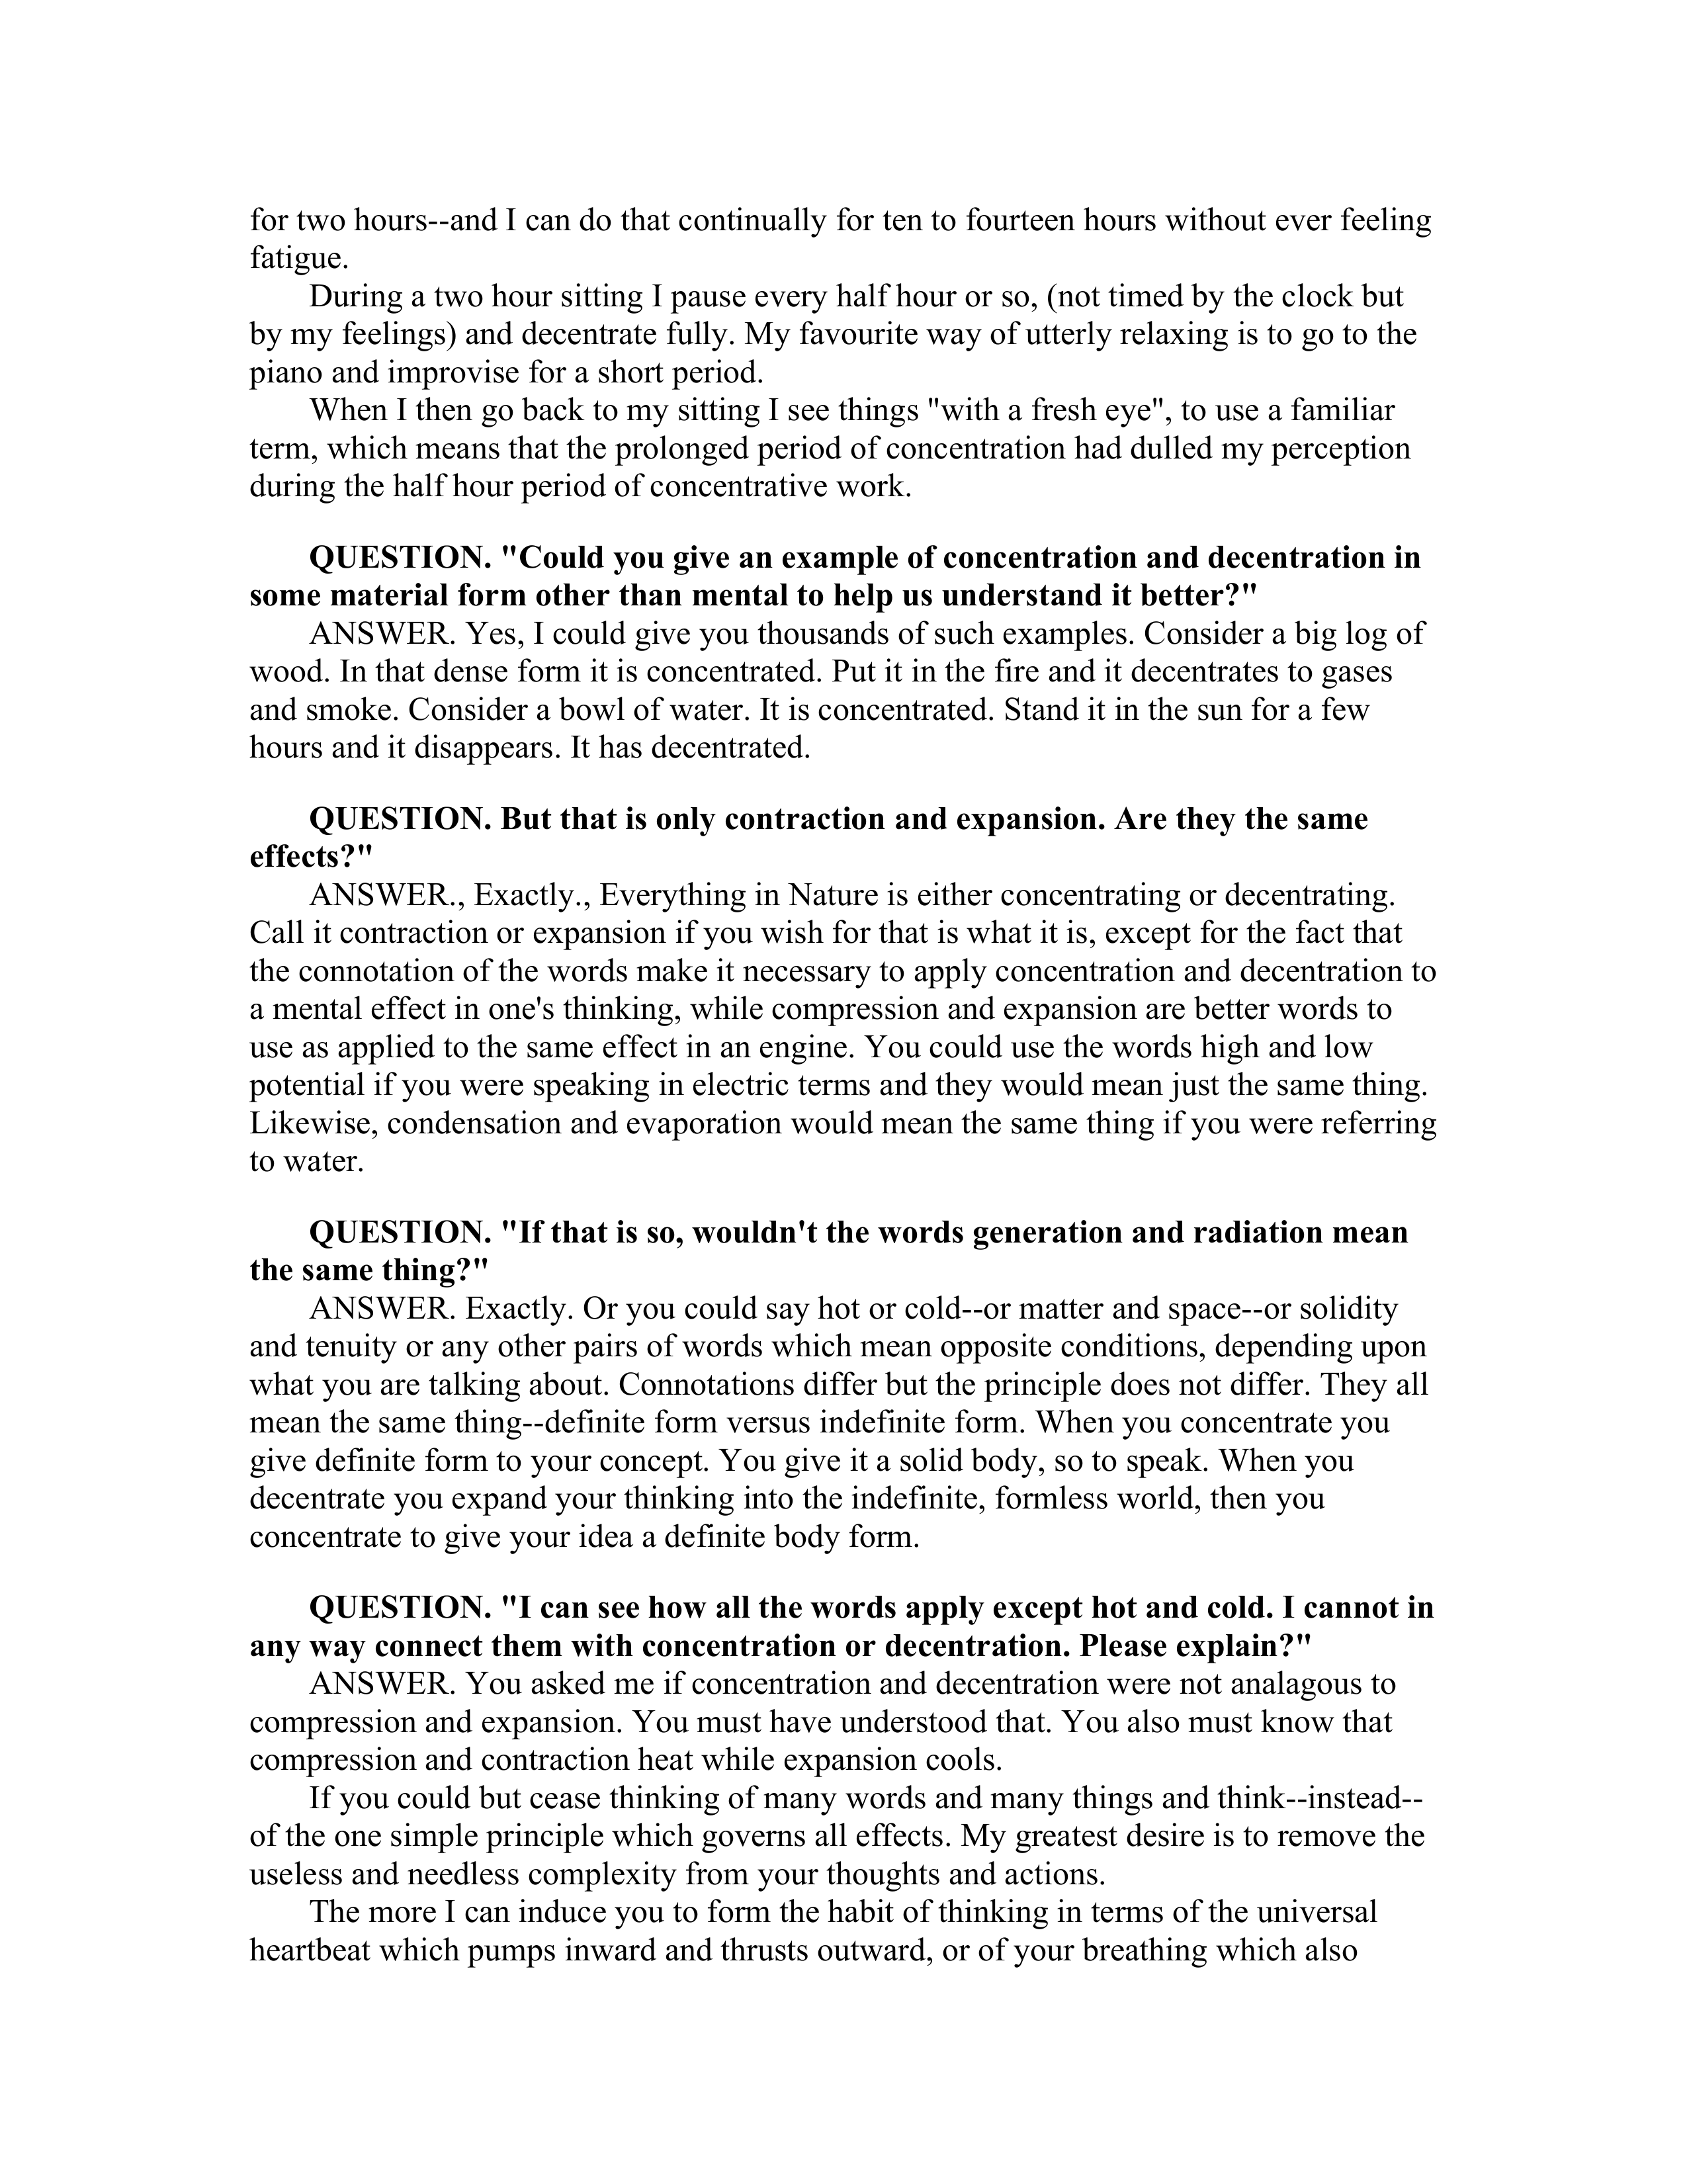 for two hours--and I can do that continually for ten to fourteen hours without ever feeling
fatigue.
During a two hour sitting I pause every half hour or so, (not timed by the clock but
by my feelings) and decentrate fully. My favourite way of utterly relaxing is to go to the
piano and improvise for a short period.
When I then go back to my sitting I see things "with a fresh eye", to use a familiar
term, which means that the prolonged period of concentration had dulled my perception
during the half hour period of concentrative work.
QUESTION. "Could you give an example of concentration and decentration in
some material form other than mental to help us understand it better?"
ANSWER. Yes, I could give you thousands of such examples. Consider a big log of
wood. In that dense form it is concentrated. Put it in the fire and it decentrates to gases
and smoke. Consider a bowl of water. It is concentrated. Stand it in the sun for a few
hours and it disappears. It has decentrated.
QUESTION. But that is only contraction and expansion. Are they the same
effects?"
ANSWER., Exactly., Everything in Nature is either concentrating or decentrating.
Call it contraction or expansion if you wish for that is what it is, except for the fact that
the connotation of the words make it necessary to apply concentration and decentration to
a mental effect in one's thinking, while compression and expansion are better words to
use as applied to the same effect in an engine. You could use the words high and low
potential if you were speaking in electric terms and they would mean just the same thing.
Likewise, condensation and evaporation would mean the same thing if you were referring
to water.
QUESTION. "If that is so, wouldn't the words generation and radiation mean
the same thing?"
ANSWER. Exactly. Or you could say hot or cold--or matter and space--or solidity
and tenuity or any other pairs of words which mean opposite conditions, depending upon
what you are talking about. Connotations differ but the principle does not differ. They all
mean the same thing--definite form versus indefinite form. When you concentrate you
give definite form to your concept. You give it a solid body, so to speak. When you
decentrate you expand your thinking into the indefinite, formless world, then you
concentrate to give your idea a definite body form.
QUESTION. "I can see how all the words apply except hot and cold. I cannot in
any way connect them with concentration or decentration. Please explain?"
ANSWER. You asked me if concentration and decentration were not analagous to
compression and expansion. You must have understood that. You also must know that
compression and contraction heat while expansion cools.
If you could but cease thinking of many words and many things and think--instead--
of the one simple principle which governs all effects. My greatest desire is to remove the
useless and needless complexity from your thoughts and actions.
The more I can induce you to form the habit of thinking in terms of the universal
heartbeat which pumps inward and thrusts outward, or of your breathing which also